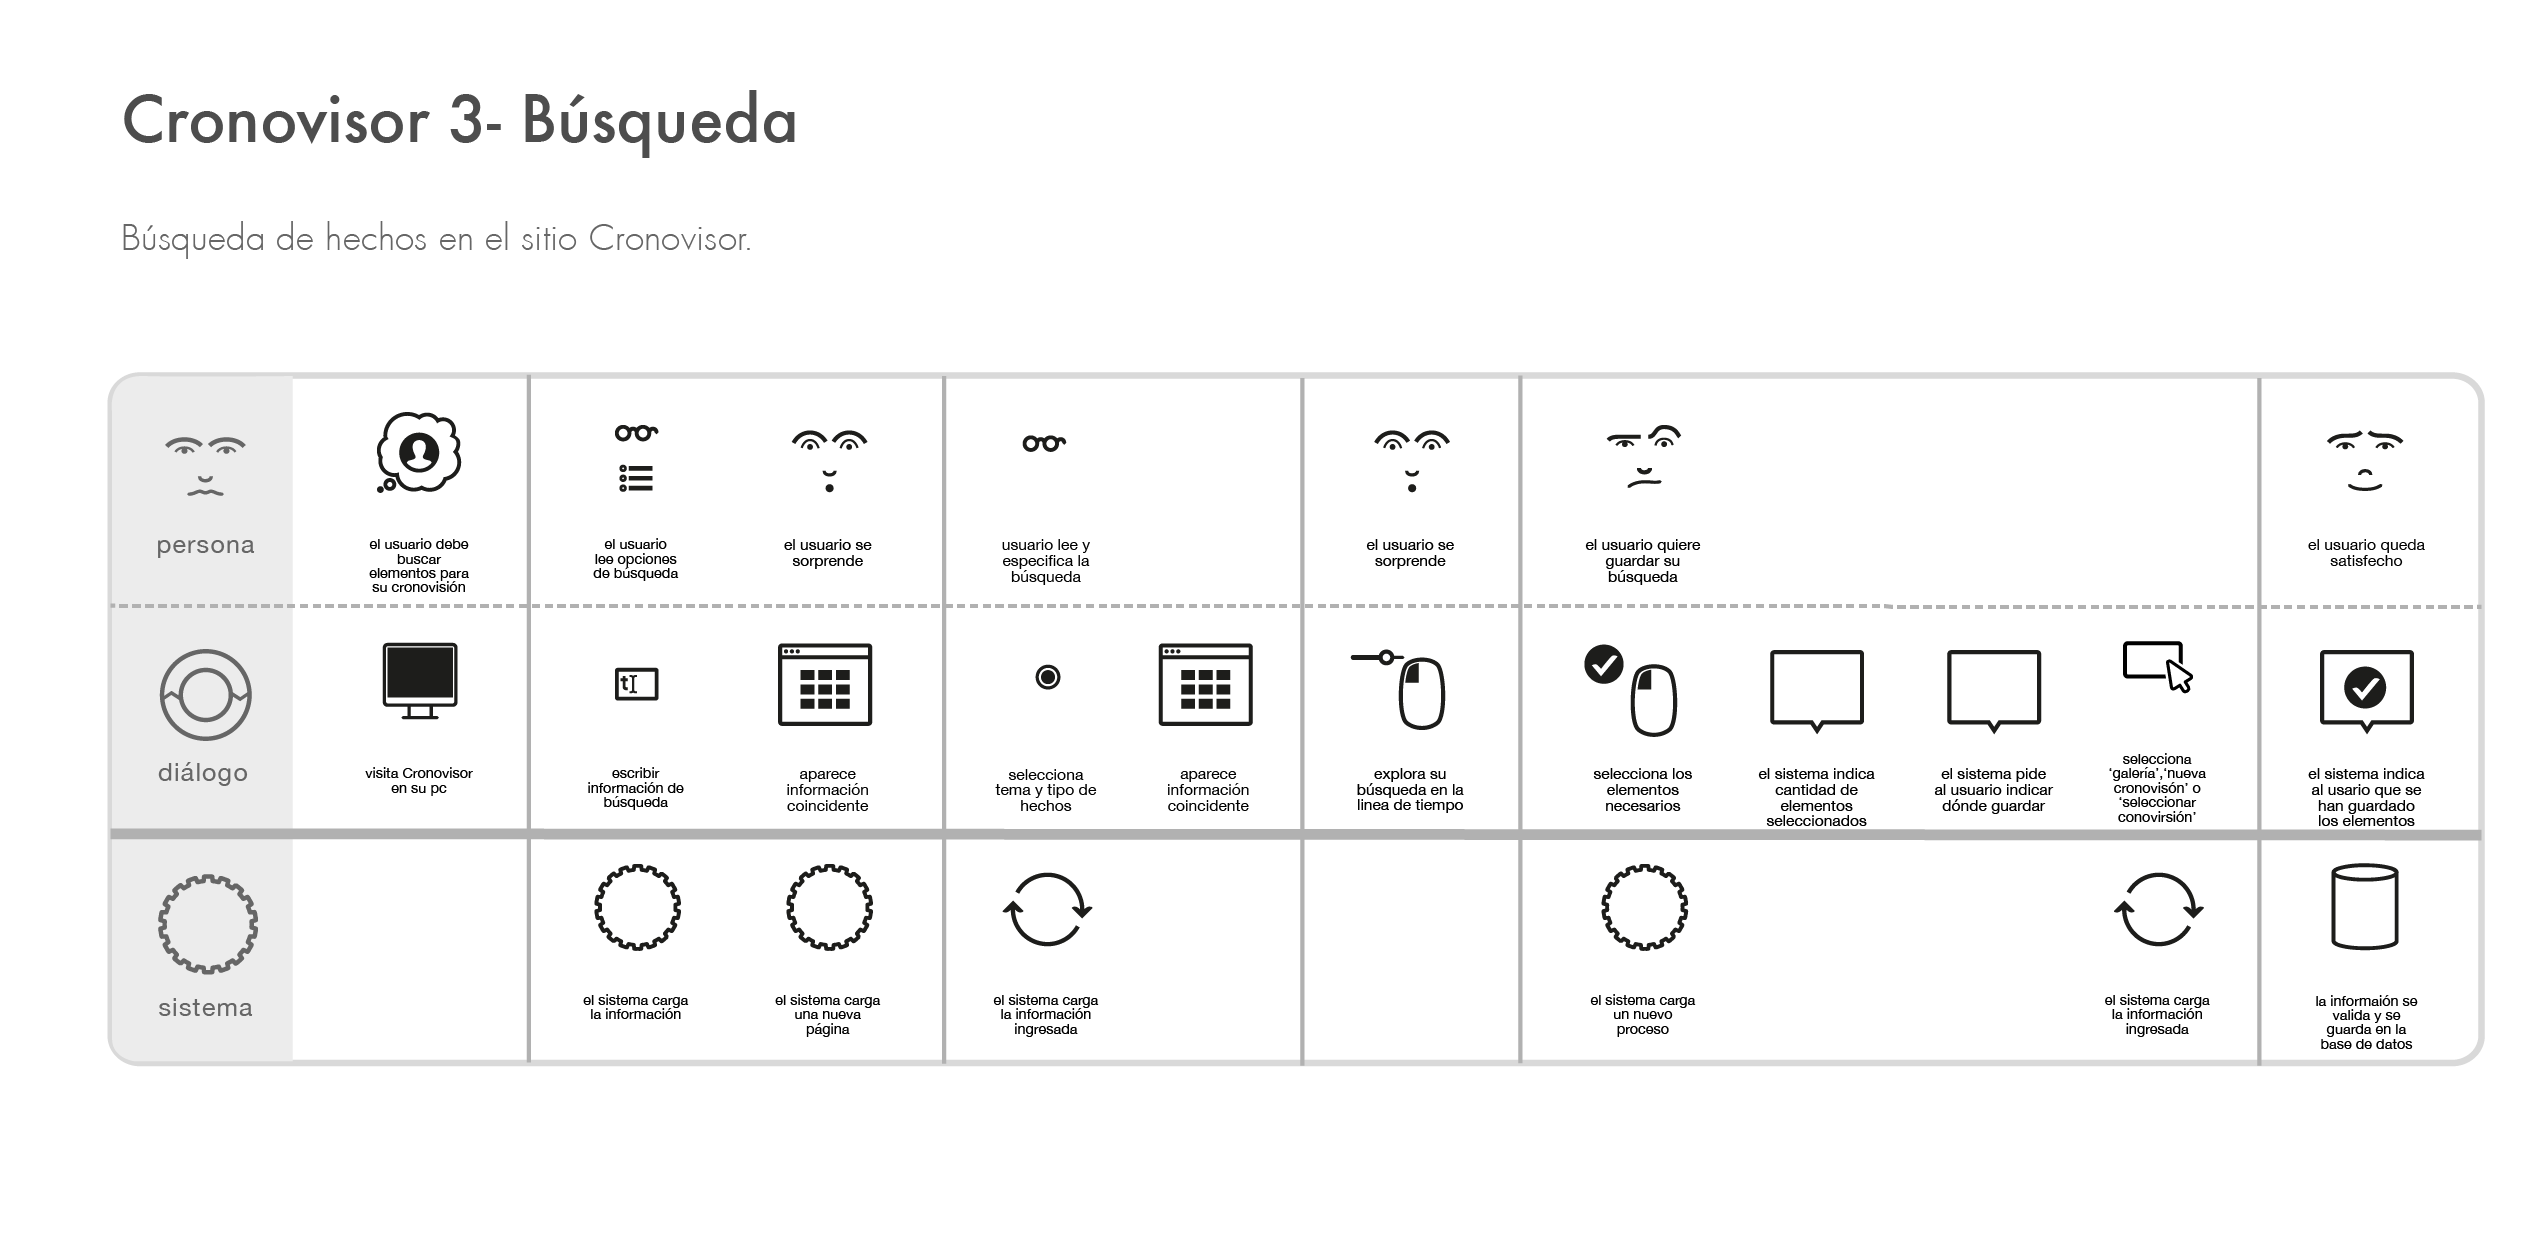 Cronovisor 3- Búsqueda
Búsqueda de hechos en el sitio Cronovisor.
persona
el usuario debe
buscar
elementos para
su cronovisión
el usuario
lee opciones
de búsqueda
el usuario se
sorprende
usuario lee y
especifica la
búsqueda
el usuario se
sorprende
el usuario quiere
guardar su
búsqueda
el usuario queda
satisfecho
diálogo
visita Cronovisor
en su pc
t
escribir
información de
búsqueda
aparece
información
coincidente
selecciona
tema y tipo de
hechos
aparece
información
coincidente
explora su
búsqueda en la
linea de tiempo
selecciona los
elementos
necesarios
el sistema indica
cantidad de
elementos
seleccionados
el sistema pide
al usuario indicar
dónde guardar
selecciona
‘galería’,‘nueva
cronovisón’ o
‘seleccionar
conovirsión’
el sistema indica
al usario que se
han guardado
los elementos
sistema
el sistema carga
la información
el sistema carga
una nueva
página
el sistema carga
la información
ingresada
el sistema carga
un nuevo
proceso
el sistema carga
la información
ingresada
la informaión se
valida y se
guarda en la
base de datos